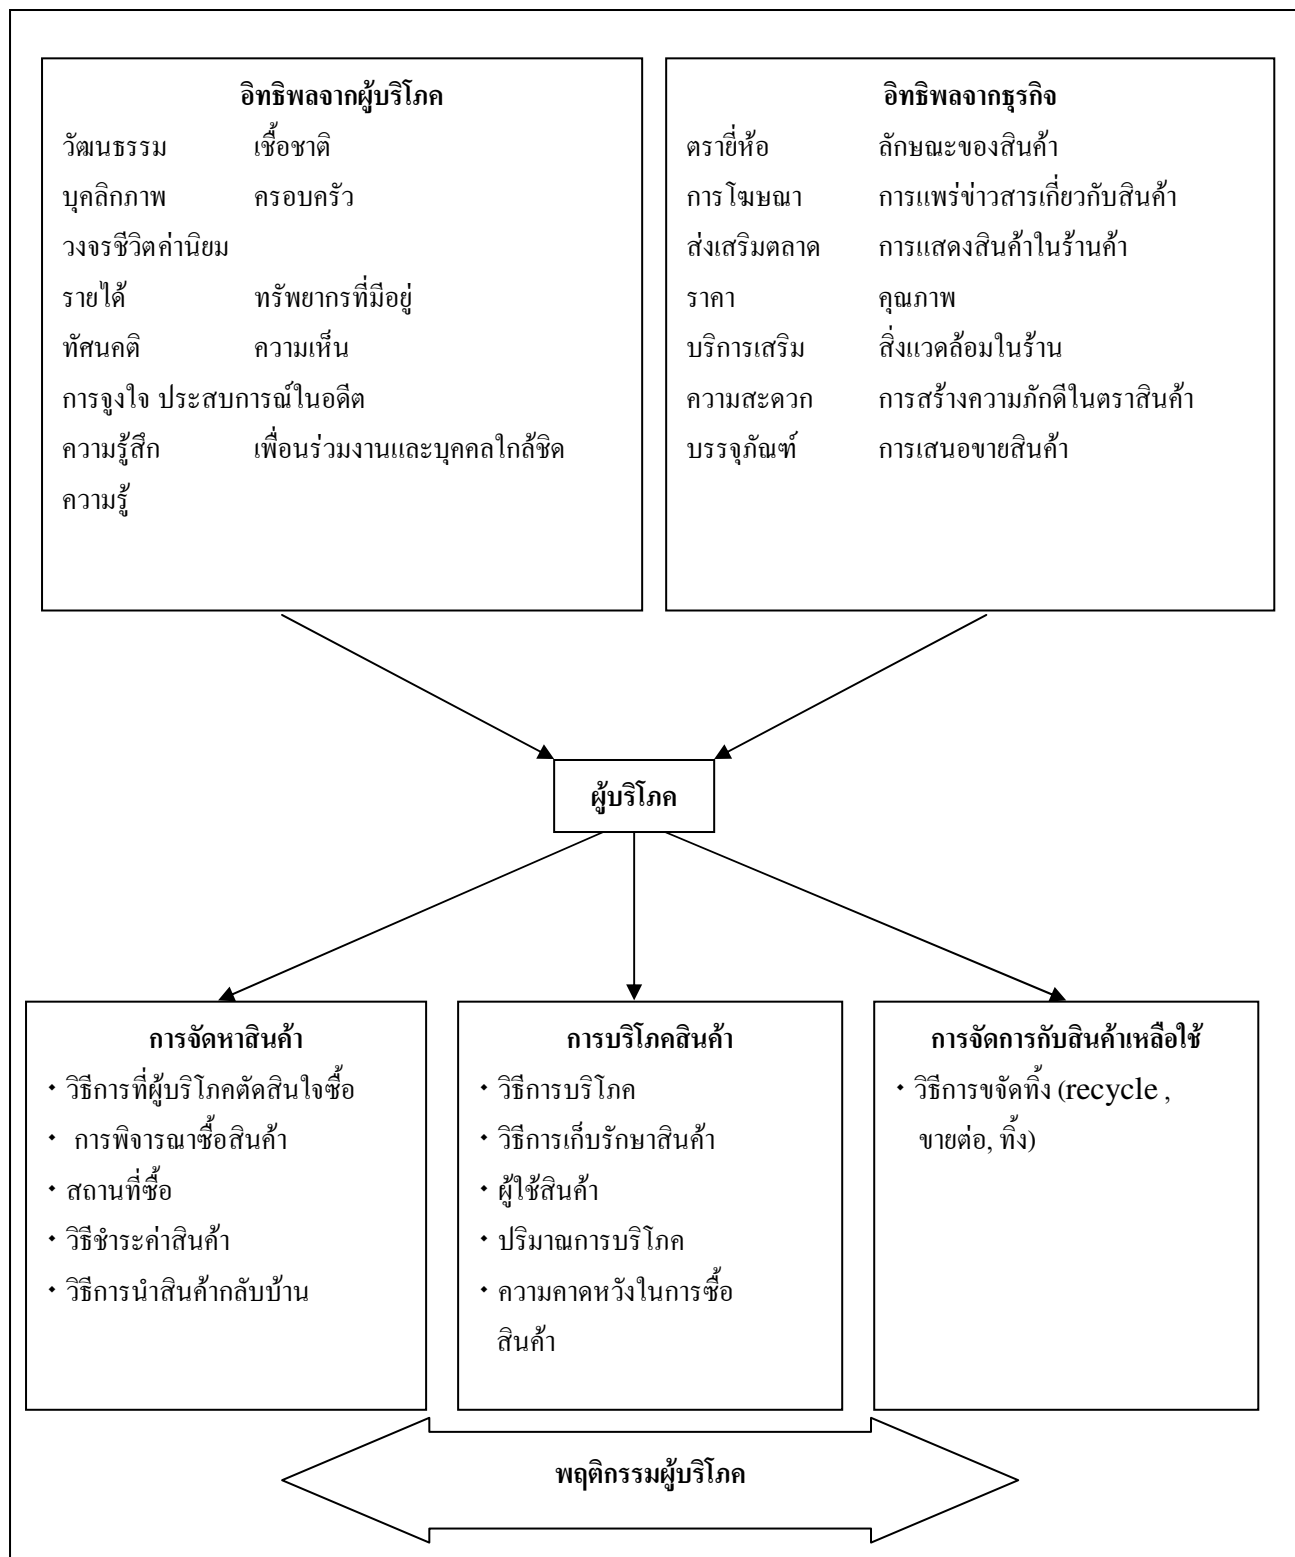 อิทธิพลจากผู้บริโภค
วัฒนธรรม เชื้อชาติ
บุคลิกภาพ ครอบครัว
วงจรชีวิตค่านิยม
รายได้ ทรัพยากรที่มีอยู่
ทัศนคติ ความเห็น
การจูงใจ ประสบการณ์ในอดีต
ความรู้สึก เพื่อนร่วมงานและบุคคลใกล้ชิด
ความรู้
อิทธิพลจากธุรกิจ
ตรายี่ห้อ ลักษณะของสินค้า
การโฆษณา การแพร่ข่าวสารเกี่ยวกับสินค้า
ส่งเสริมตลาด การแสดงสินค้าในร้านค้า
ราคา คุณภาพ
บริการเสริม สิ่งแวดล้อมในร้าน
ความสะดวก การสร้างความภักดีในตราสินค้า
บรรจุภัณฑ์ การเสนอขายสินค้า
ผู้บริโภค
การจัดหาสินค้า
· วิธีการที่ผู้บริโภคตัดสินใจซื้อ
· การพิจารณาซื้อสินค้า
· สถานที่ซื้อ
· วิธีชำระค่าสินค้า
· วิธีการนำสินค้ากลับบ้าน
การบริโภคสินค้า
· วิธีการบริโภค
· วิธีการเก็บรักษาสินค้า
· ผู้ใช้สินค้า
· ปริมาณการบริโภค
· ความคาดหวังในการซื้อ
สินค้า
การจัดการกับสินค้าเหลือใช้
· วิธีการขจัดทิ้ง (recycle ,
ขายต่อ, ทิ้ง)
พฤติกรรมผู้บริโภค